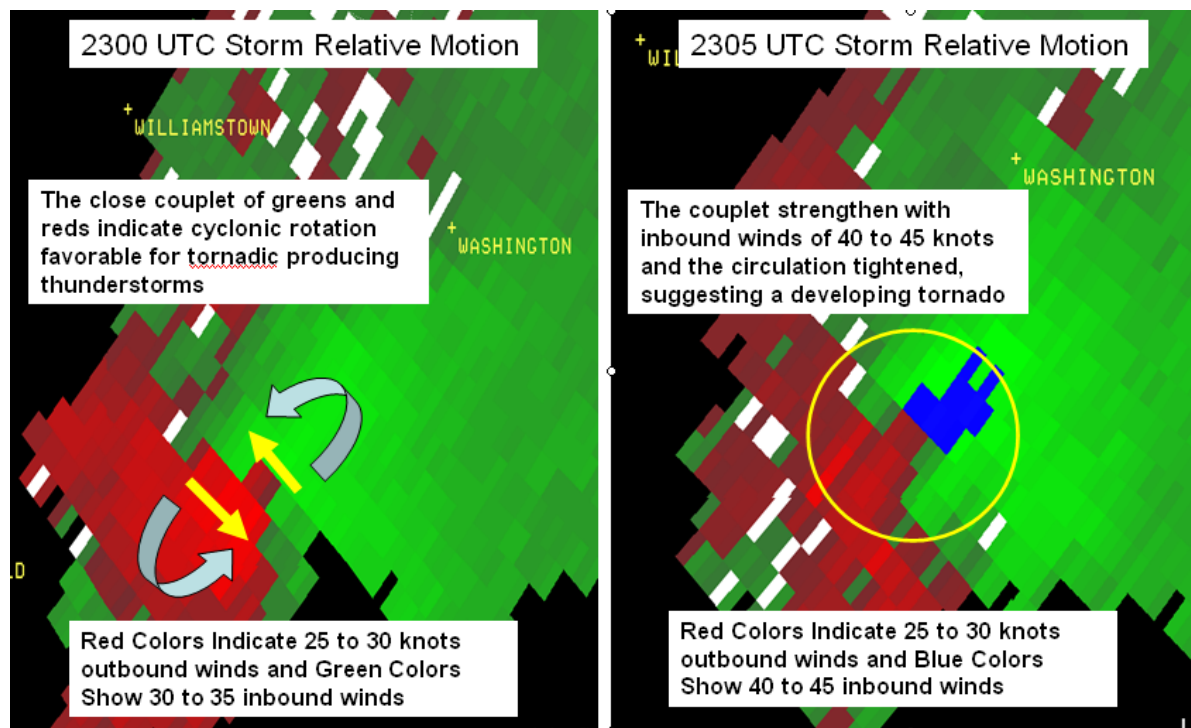 2300 UTC Storm Relative Motion
+
WILLIAMSTOWN
The close couplet of greens and
reds indicate cyclonic rotation
favorable for tornadic producing
thunderstorms
+
WASHINGTON
LD
Red Colors Indicate 25 to 30 knots
outbound winds and Green Colors
Show 30 to 35 inbound winds
2305 UTC Storm Relative Motion
+
WIL
+
WASHINGTON
The couplet strengthen with
inbound winds of 40 to 45 knots
and the circulation tightened,
suggesting a developing tornado
Red Colors Indicate 25 to 30 knots
outbound winds and Blue Colors
Show 40 to 45 inbound winds